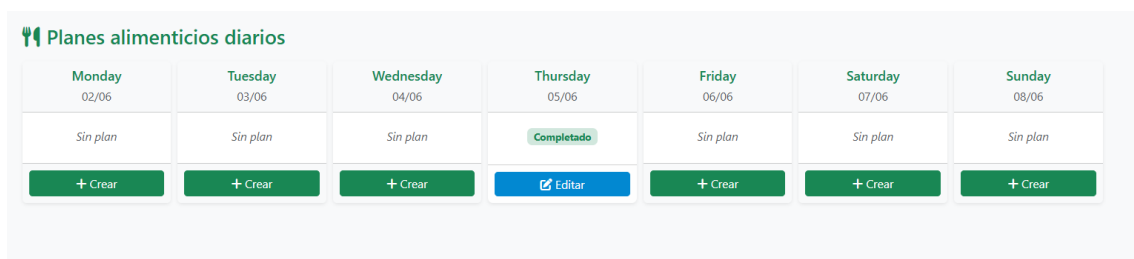 Planes alimenticios diarios
Monday Tuesday Wednesday Thursday Friday Saturday Sunday
02/06 03/06 04/06 05/06 06/06 07/06 08/06
Sin plan Sin plan Sin plan Completado Sin plan Sin plan Sin plan
+ Crear + Crear + Crear Editar + Crear + Crear + Crear